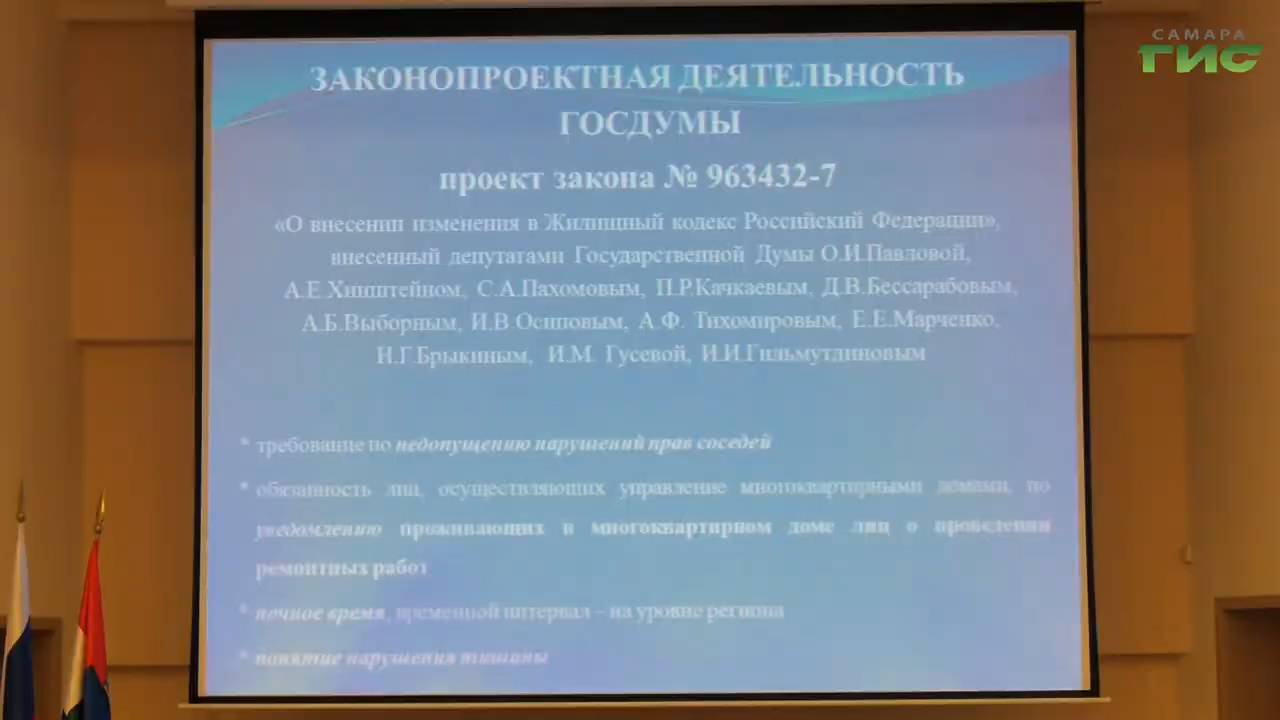 САМАРА
ГИС
ЗАКОНОПРОЕКТНАЯ ДЕЯТЕЛЬНОСТЬ
ГОСДУМЫ
проект закона № 963432-7
«О внесении изменения в Жилищный кодекс Российский Федерации»,
внесенный депутатами Государственной Думы О.И.Павловой,
А.Е.Хинштейном, С.А.Пахомовым, П.Р.Качкаевым, Д.В.Бессарабовым,
А.Б.Выборным, И.В.Осиповым, А.Ф. Тихомировым, Е.Е.Марченко,
Н.Г.Брыкиным, И.М. Гусевой, И.И.Гильмутдиновым
* требование по недопущению нарушений прав соседей
* обязанность лиц, осуществляющих управление многоквартирными домами, по
уведомлению проживающих в многоквартирном доме лиц о проведении
ремонтных работ
* ночное время, временной интервал – на уровне региона
* понятие нарушения тишины